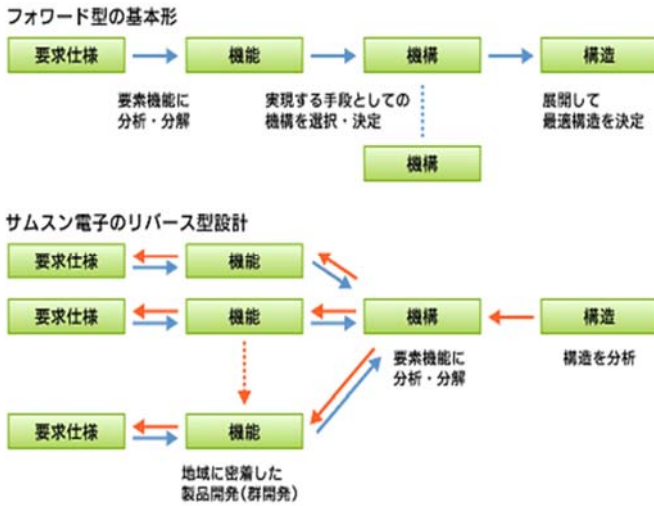 フォワード型の基本形
要求仕様
機能
機構
構造
要素機能に
分析・分解
実現する手段としての
機構を選択・決定
展開して
最適構造を決定
機構
サムスン電子のリバース型設計
要求仕様
機能
要求仕様
機能
機構
構造
要素機能に
分析・分解
構造を分析
要求仕様
機能
地域に密着した
製品開発(群開発)